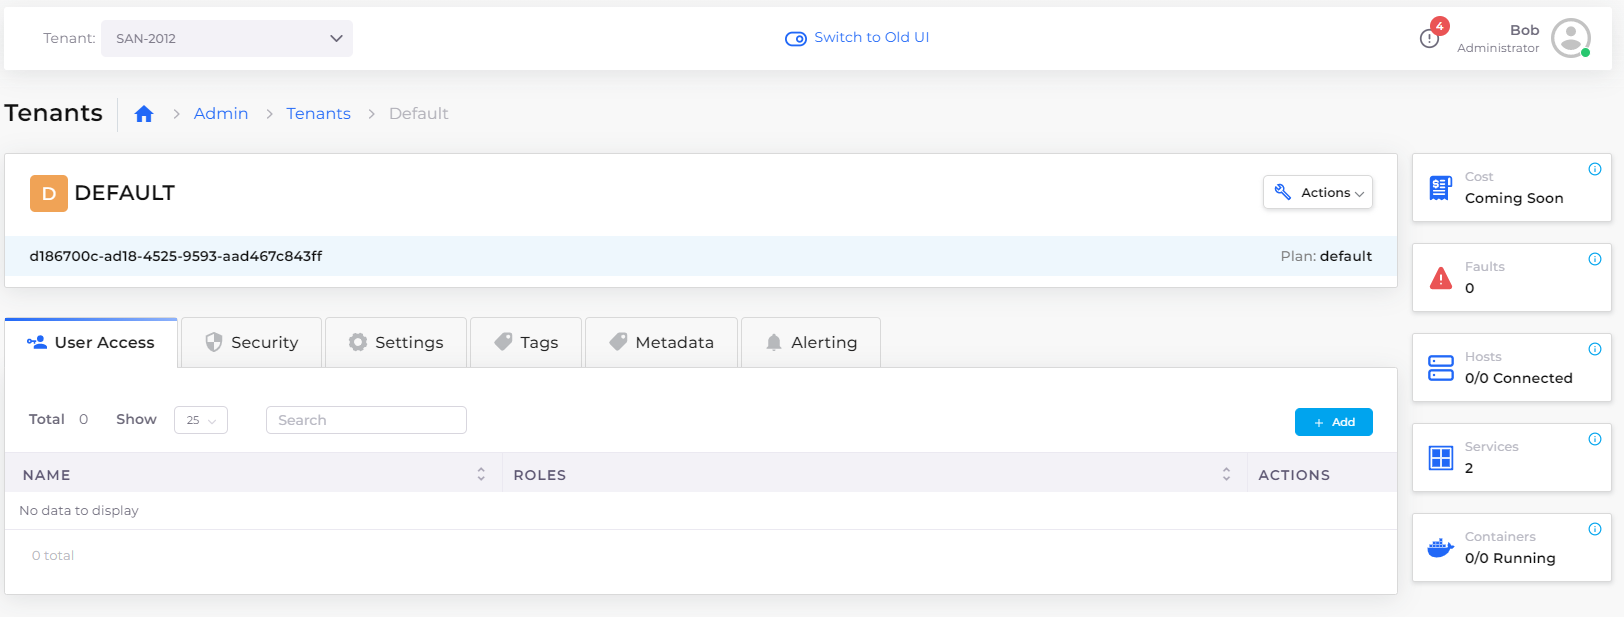 Tenant: SAN-2012 Switch to Old UI 4 Bob
Administrator
Tenants > Admin > Tenants > Default
D DEFAULT Actions
d186700c-ad18-4525-9593-aad467c843ff Plan: default
User Access Security Settings Tags Metadata Alerting
Total 0 Show 25 Search + Add
NAME ROLES ACTIONS
No data to display
0 total
Cost
Coming Soon
Faults
0
Hosts
0/0 Connected
Services
2
Containers
0/0 Running